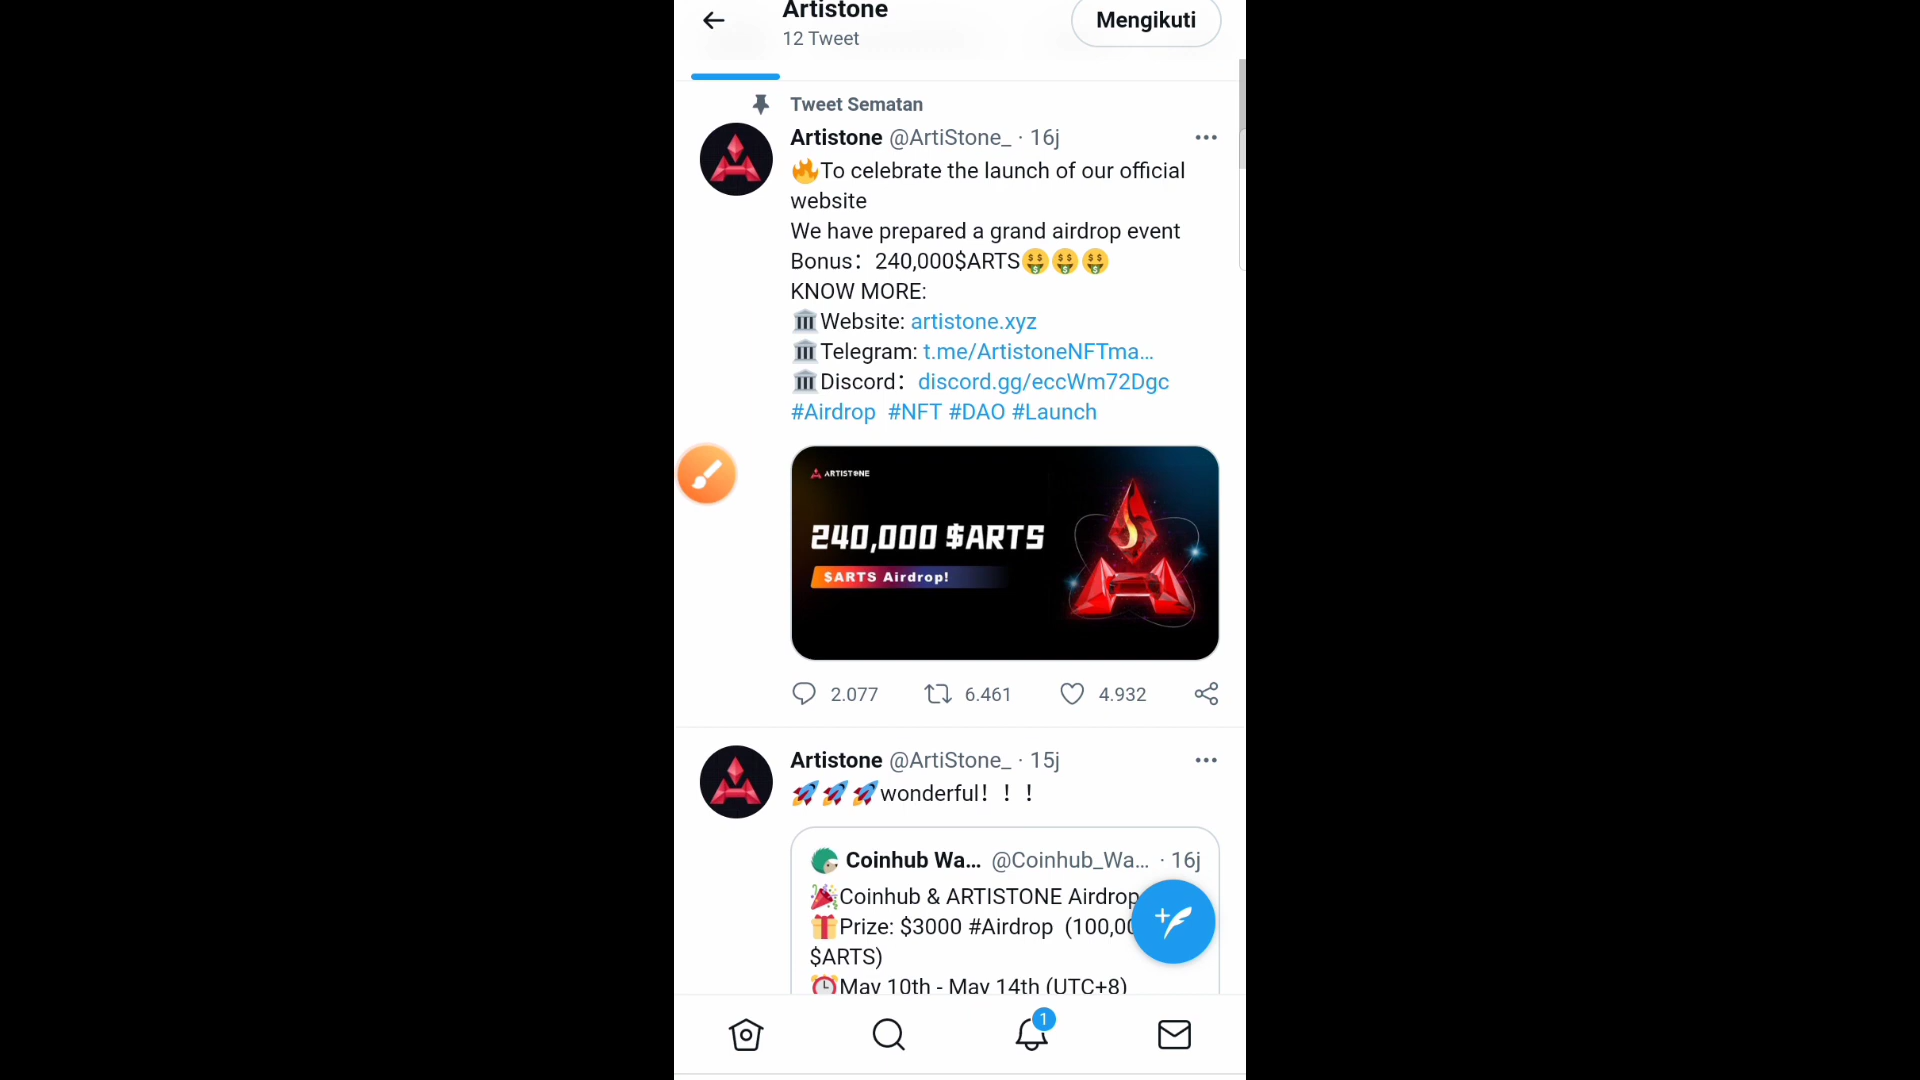 Artistone
12 Tweet
Mengikuti
Tweet Sematan
Artistone @ArtiStone_ · 16j
🔥To celebrate the launch of our official
website
We have prepared a grand airdrop event
Bonus：240,000$ARTS🤑🤑🤑
KNOW MORE:
🏛Website: artistone.xyz
🏛Telegram: t.me/ArtistoneNFTma…
🏛Discord：discord.gg/eccWm72Dgc
#Airdrop #NFT #DAO #Launch
ARTISTONE
240,000 $ARTS
$ARTS Airdrop!
2.077 6.461 4.932
Artistone @ArtiStone_ · 15j
🚀🚀🚀wonderful！！！
Coinhub Wa... @Coinhub_Wa... · 16j
🎉Coinhub & ARTISTONE Airdrop
🎁Prize: $3000 #Airdrop (100,00
$ARTS)
⏰May 10th - May 14th (UTC+8)
1